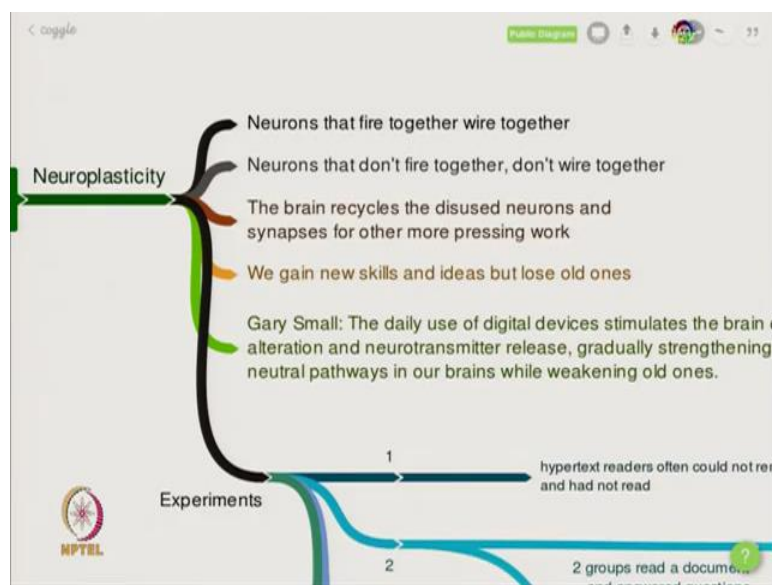 coggle
Public Diagram
Neurons that fire together wire together
Neuroplasticity
Neurons that don't fire together, don't wire together
The brain recycles the disused neurons and
synapses for other more pressing work
We gain new skills and ideas but lose old ones
Gary Small: The daily use of digital devices stimulates the brain
alteration and neurotransmitter release, gradually strengthening
neutral pathways in our brains while weakening old ones.
1
hypertext readers often could not
and had not read
Experiments
NPTEL
2
2 groups read a document
?